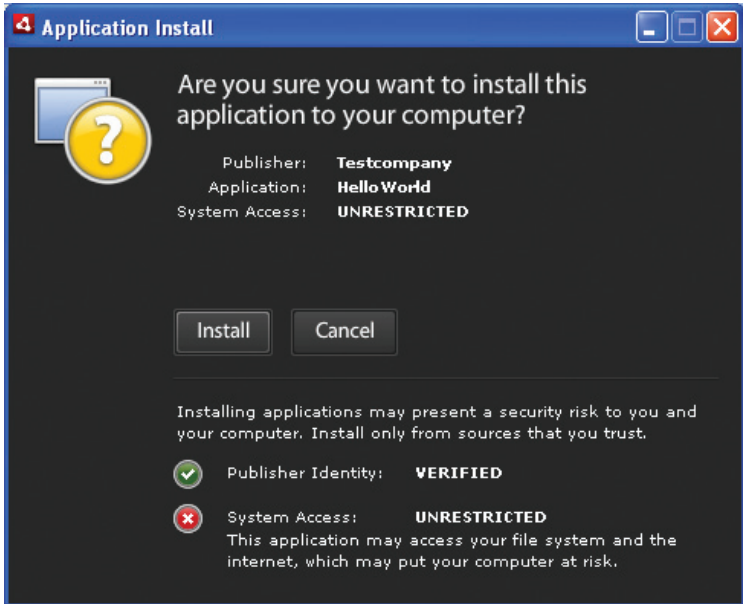 Application Install
Are you sure you want to install this
application to your computer?
Publisher: Testcompany
Application: Hello World
System Access: UNRESTRICTED
Install Cancel
Installing applications may present a security risk to you and
your computer. Install only from sources that you trust.
Publisher Identity: VERIFIED
System Access: UNRESTRICTED
This application may access your file system and the
internet, which may put your computer at risk.